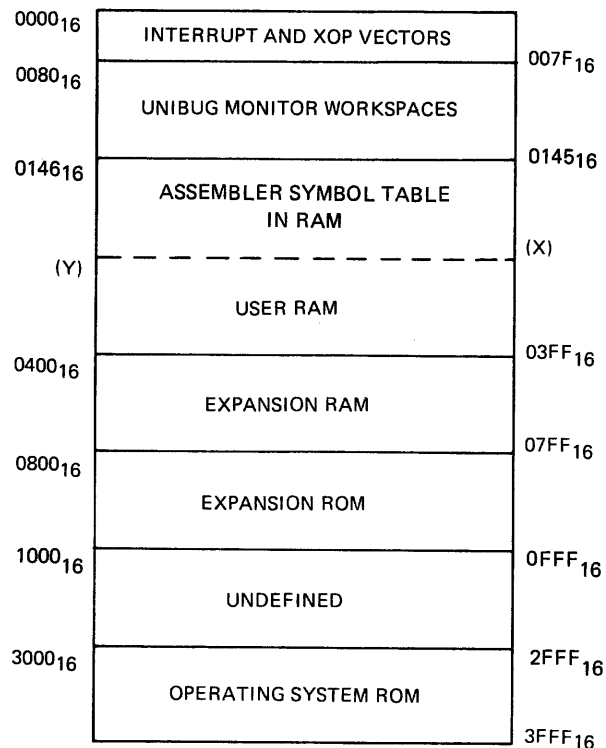 0000₁₆
INTERRUPT AND XOP VECTORS
007F₁₆
0080₁₆
UNIBUG MONITOR WORKSPACES
0145₁₆
0146₁₆
ASSEMBLER SYMBOL TABLE
IN RAM
(X)
(Y)
USER RAM
03FF₁₆
0400₁₆
EXPANSION RAM
07FF₁₆
0800₁₆
EXPANSION ROM
0FFF₁₆
1000₁₆
UNDEFINED
2FFF₁₆
3000₁₆
OPERATING SYSTEM ROM
3FFF₁₆